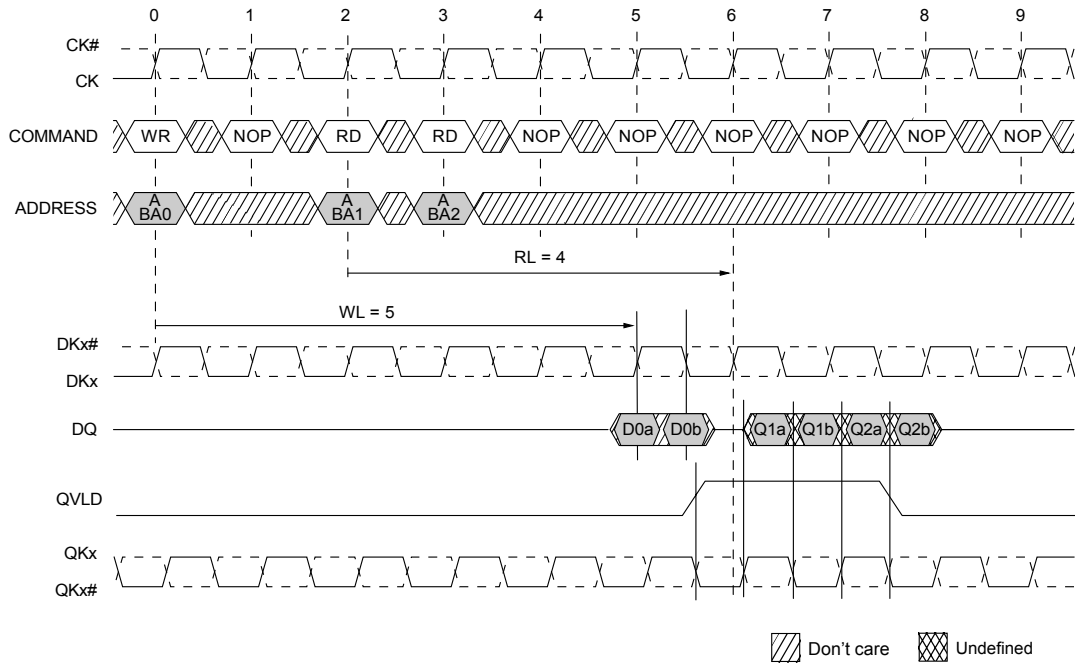 0 1 2 3 4 5 6 7 8 9
CK#
CK
COMMAND WR NOP RD RD NOP NOP NOP NOP NOP NOP
ADDRESS A BA0 A BA1 A BA2
RL = 4
WL = 5
DKx#
DKx
DQ D0a D0b Q1a Q1b Q2a Q2b
QVLD
QKx
QKx#
Don't care Undefined